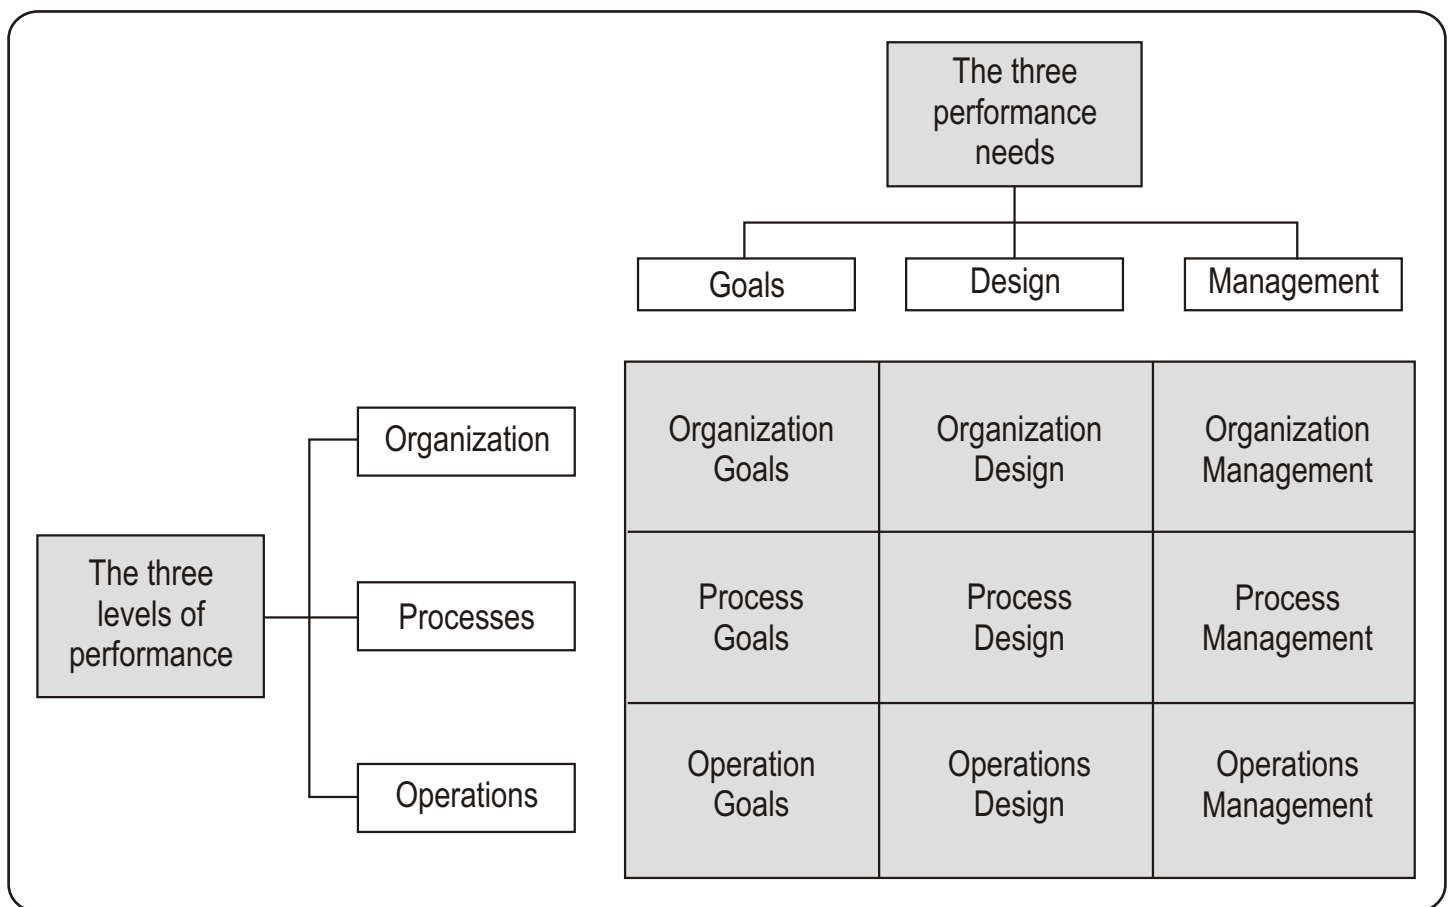 The three
performance
needs
Goals
Design
Management
Organization
Organization
Goals
Organization
Design
Organization
Management
The three
levels of
performance
Processes
Process
Goals
Process
Design
Process
Management
Operations
Operation
Goals
Operations
Design
Operations
Management